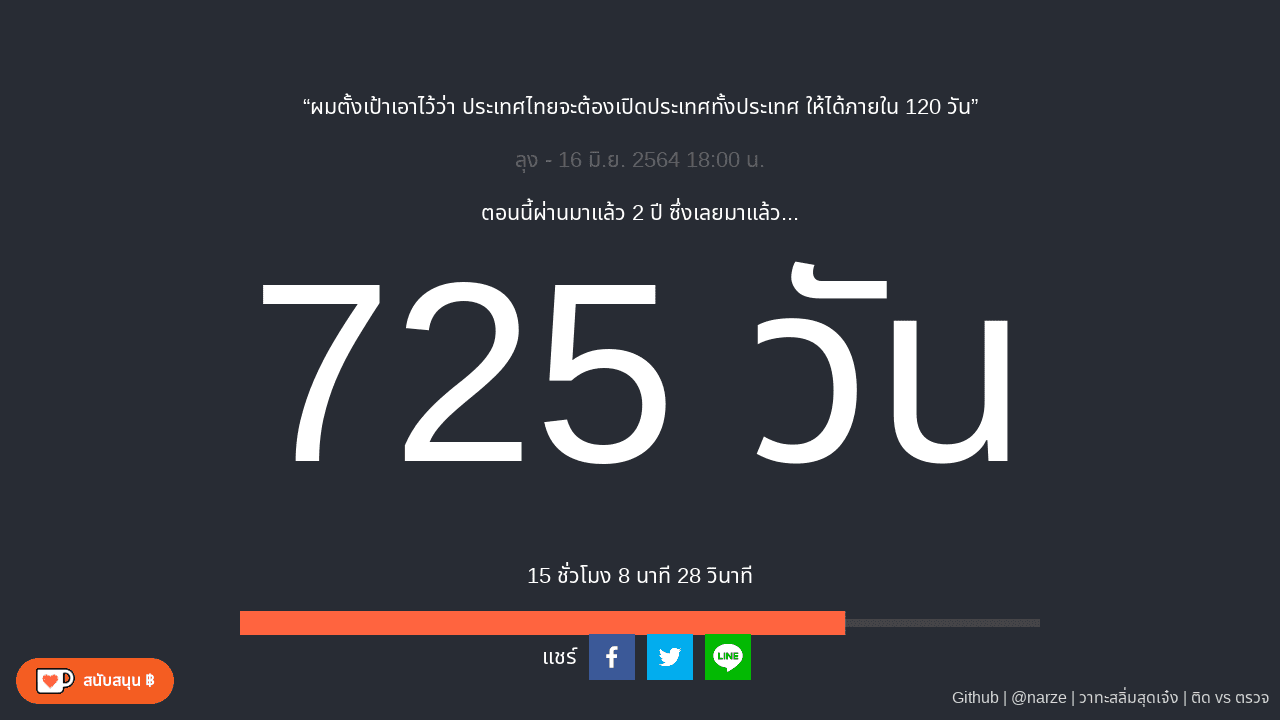 “ผมตั้งเป้าเอาไว้ว่า ประเทศไทยจะต้องเปิดประเทศทั้งประเทศ ให้ได้ภายใน 120 วัน”
ลุง - 16 มิ.ย. 2564 18:00 น.
ตอนนี้ผ่านมาแล้ว 2 ปี ซึ่งเลยมาแล้ว...
725 วัน
15 ชั่วโมง 8 นาที 28 วินาที
แชร์
LINE
สนับสนุน ฿
Github | @narze | วาทะสลิ่มสุดเจ๋ง | ติด vs ตรวจ